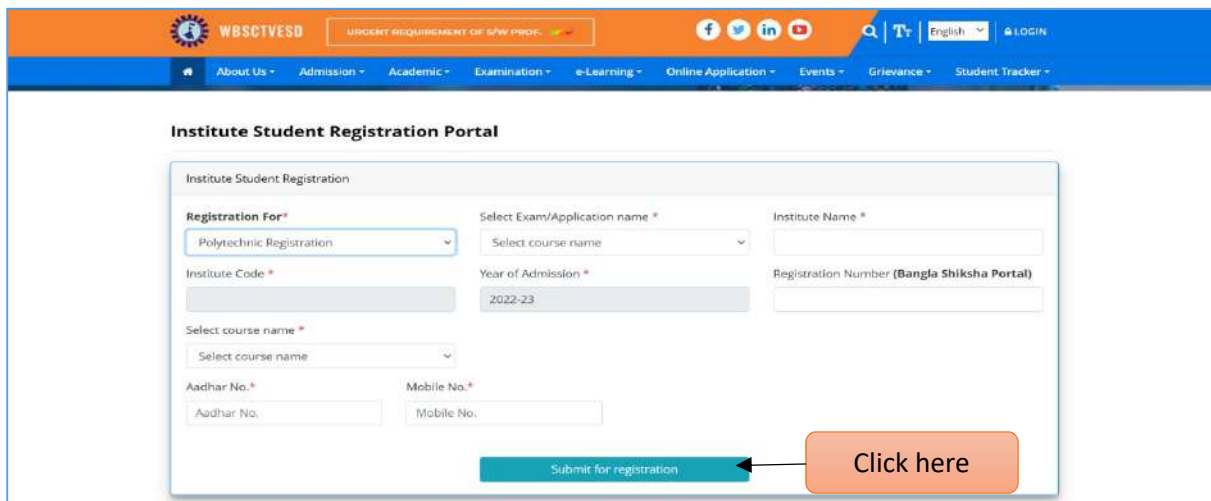 WBSCTVESD URGENT REQUIREMENT OF S/W PROF. English LOGIN
About Us Admission Academic Examination e-Learning Online Application Events Grievance Student Tracker
Institute Student Registration Portal
Institute Student Registration
Registration For* Select Exam/Application name * Institute Name *
Polytechnic Registration Select course name
Institute Code * Year of Admission * Registration Number (Bangla Shiksha Portal)
2022-23
Select course name *
Select course name
Aadhar No.* Mobile No.*
Aadhar No. Mobile No.
Submit for registration Click here